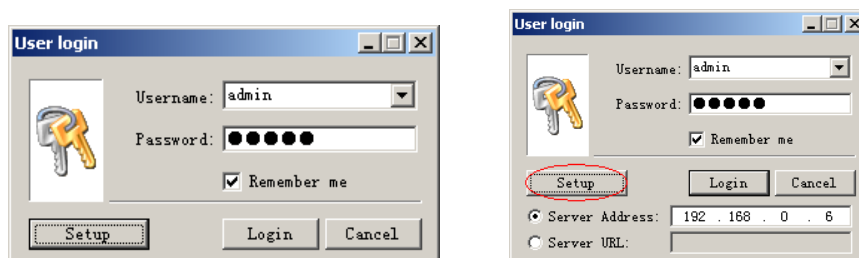 User login
Username: admin
Password: ●●●●●
Remember me
Setup Login Cancel
User login
Username: admin
Password: ●●●●●
Remember me
Setup Login Cancel
Server Address: 192 . 168 . 0 . 6
Server URL: